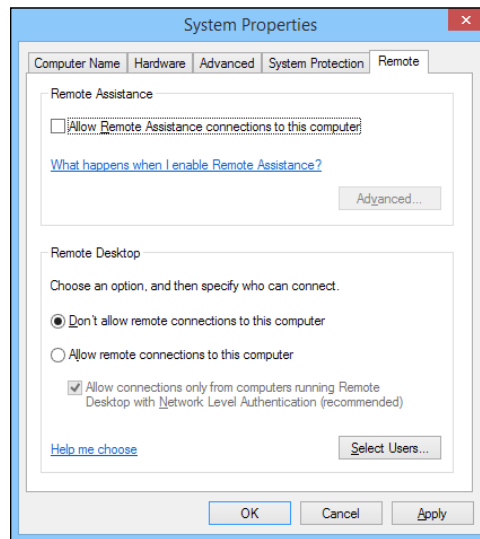 System Properties
Computer Name Hardware Advanced System Protection Remote
Remote Assistance
Allow Remote Assistance connections to this computer
What happens when I enable Remote Assistance?
Advanced...
Remote Desktop
Choose an option, and then specify who can connect.
Don't allow remote connections to this computer
Allow remote connections to this computer
Allow connections only from computers running Remote
Desktop with Network Level Authentication (recommended)
Help me choose Select Users...
OK Cancel Apply